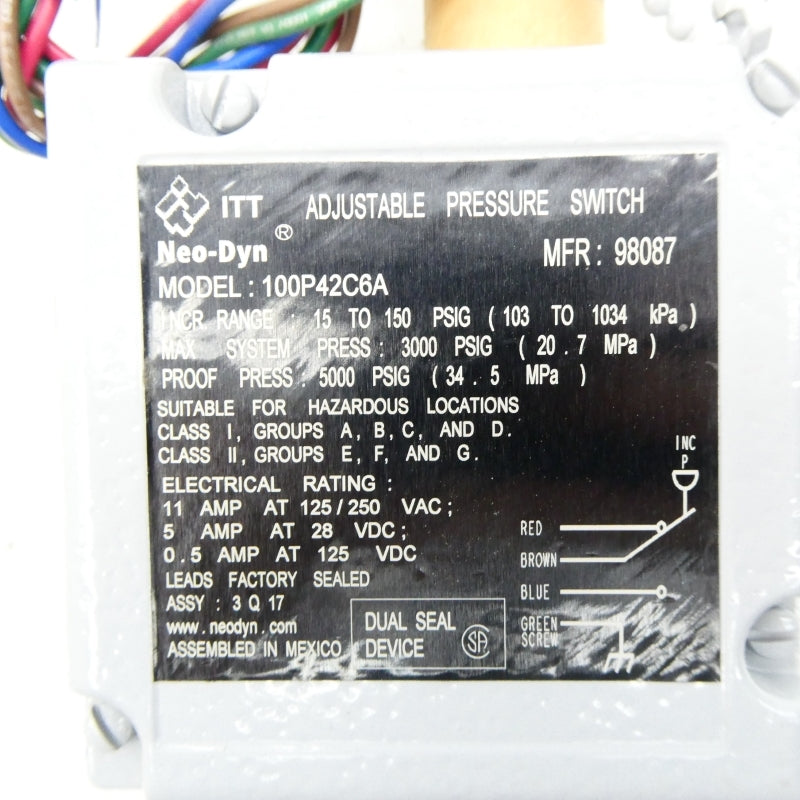 ITT ADJUSTABLE PRESSURE SWITCH
Neo-Dyn ®
MFR : 98087
MODEL : 100P42C6A
INCR. RANGE : 15 TO 150 PSIG ( 103 TO 1034 kPa )
MAX SYSTEM PRESS : 3000 PSIG ( 20 . 7 MPa )
PROOF PRESS : 5000 PSIG ( 34 . 5 MPa )
SUITABLE FOR HAZARDOUS LOCATIONS
CLASS I, GROUPS A, B, C, AND D.
CLASS II, GROUPS E, F, AND G.
ELECTRICAL RATING :
11 AMP AT 125 / 250 VAC ;
5 AMP AT 28 VDC ;
0.5 AMP AT 125 VDC
LEADS FACTORY SEALED
ASSY : 3 Q 17
www . neodyn . com
ASSEMBLED IN MEXICO
DUAL SEAL
DEVICE
SA
INC
P
RED
BROWN
BLUE
GREEN
SCREW